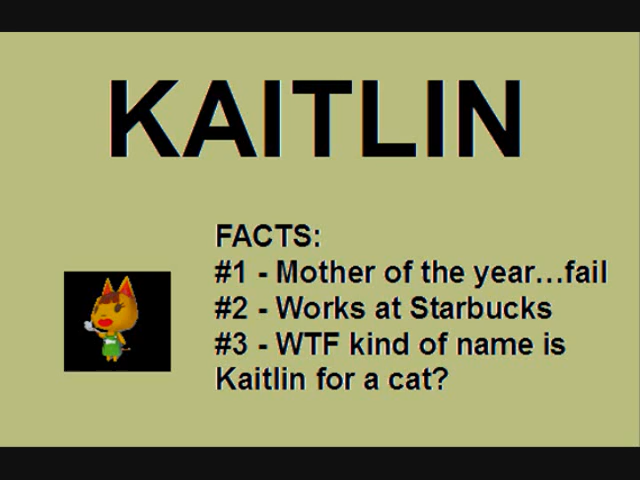 KAITLIN
FACTS:
#1 - Mother of the year...fail
#2 - Works at Starbucks
#3 - WTF kind of name is
Kaitlin for a cat?